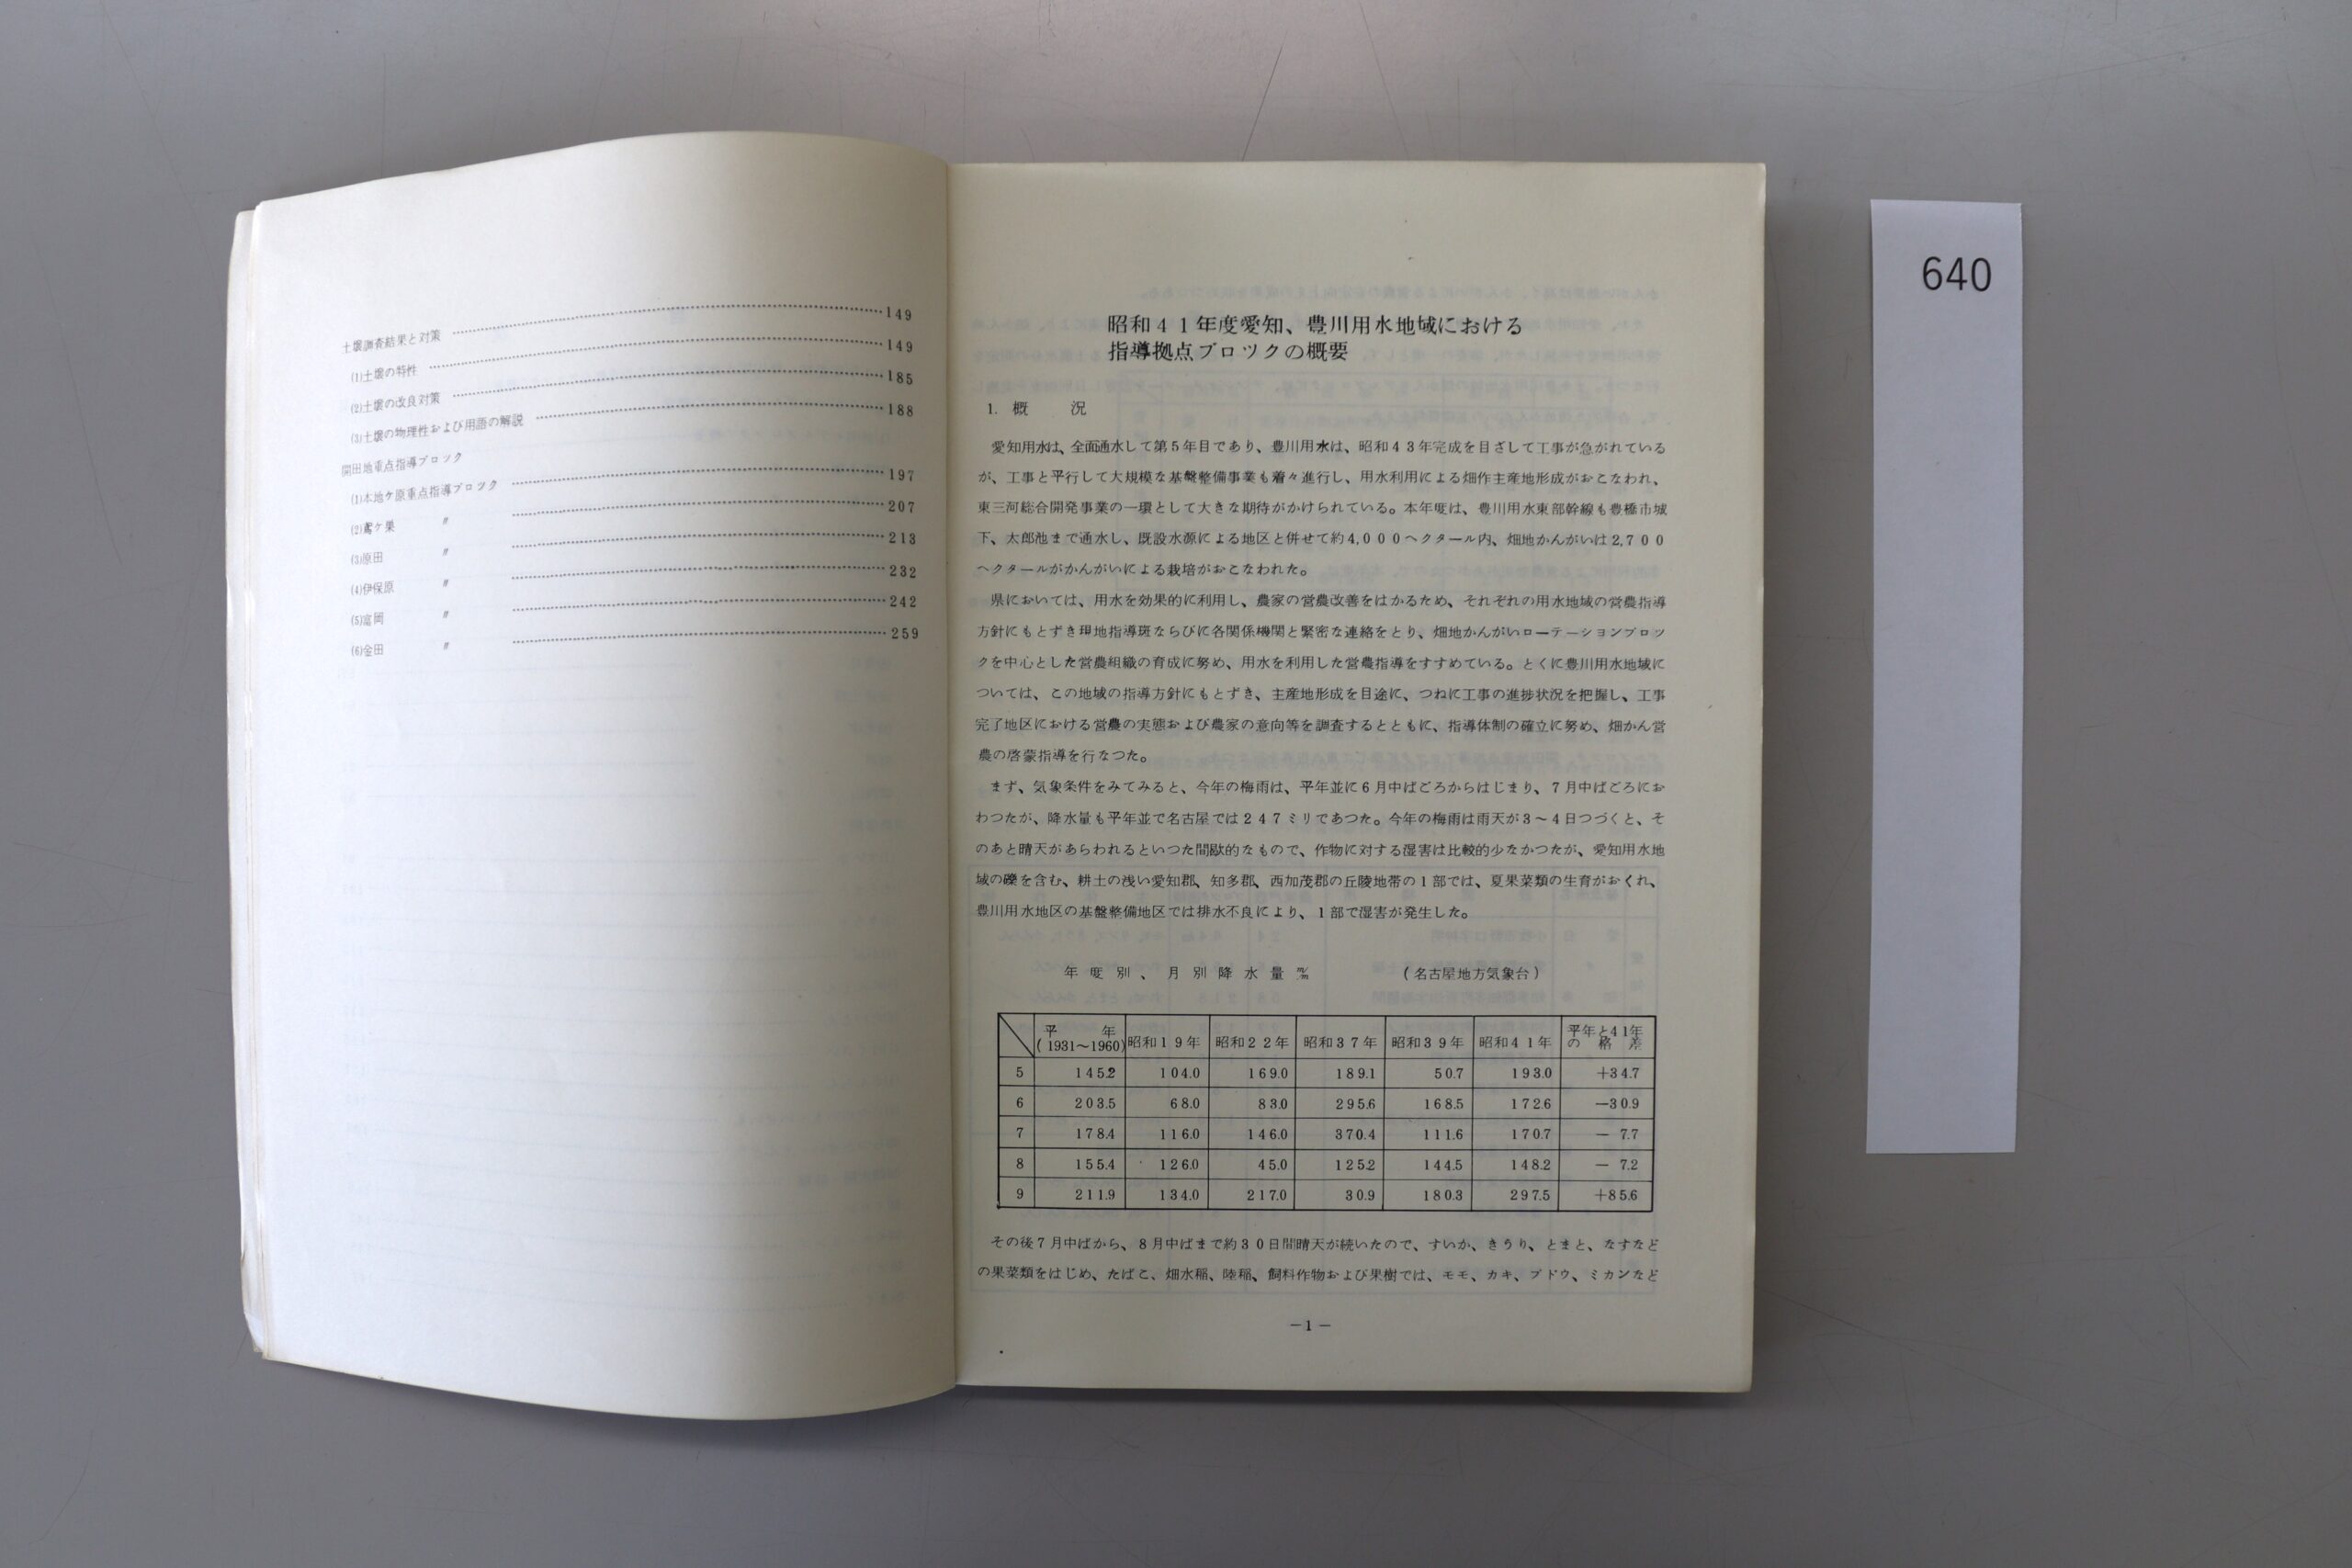 土壌調査結果と対策 149
(1)土壌の特性 149
(2)土壌の改良対策 185
(3)土壌の物理性および用語の解説 188
開田地重点指導ブロック
(1)本地ケ原重点指導ブロツク 197
(2)鳶ケ巣 〃 207
(3)原田 〃 213
(4)伊保原 〃 232
(5)富岡 〃 242
(6)金田 〃 259
昭和41年度愛知、豊川用水地域における
指導拠点ブロツクの概要
1. 概 況
愛知用水は、全面通水して第5年目であり、豊川用水は、昭和43年完成を目ざして工事が急がれている
が、工事と平行して大規模な基盤整備事業も着々進行し、用水利用による畑作主産地形成がおこなわれ、
東三河総合開発事業の一環として大きな期待がかけられている。本年度は、豊川用水東部幹線も豊橋市城
下、太郎池まで通水し、既設水源による地区と併せて約4,000ヘクタール内、畑地かんがいは2,700
ヘクタールがかんがいによる栽培がおこなわれた。
県においては、用水を効果的に利用し、農家の営農改善をはかるため、それぞれの用水地域の営農指導
方針にもとずき現地指導斑ならびに各関係機関と緊密な連絡をとり、畑地かんがいローテーションブロッ
クを中心とした営農組織の育成に努め、用水を利用した営農指導をすすめている。とくに豊川用水地域に
ついては、この地域の指導方針にもとずき、主産地形成を目途に、つねに工事の進捗状況を把握し、工事
完了地区における営農の実態および農家の意向等を調査するとともに、指導体制の確立に努め、畑かん営
農の啓蒙指導を行なつた。
まず、気象条件をみてみると、今年の梅雨は、平年並に6月中ばごろからはじまり、7月中ばごろにお
わつたが、降水量も平年並で名古屋では247ミリであつた。今年の梅雨は雨天が3〜4日つづくと、そ
のあと晴天があらわれるといつた間歇的なもので、作物に対する湿害は比較的少なかつたが、愛知用水地
域の礫を含む、耕土の浅い愛知郡、知多郡、西加茂郡の丘陵地帯の1部では、夏果菜類の生育がおくれ、
豊川用水地区の基盤整備地区では排水不良により、1部で湿害が発生した。
年度別、月別降水量 m/m (名古屋地方気象台)
平 年 (1931〜1960) 昭和19年 昭和22年 昭和37年 昭和39年 昭和41年 平年と41年の格差
5 145.2 104.0 169.0 189.1 50.7 193.0 +34.7
6 203.5 68.0 83.0 295.6 168.5 172.6 −30.9
7 178.4 116.0 146.0 370.4 111.6 170.7 − 7.7
8 155.4 126.0 45.0 125.2 144.5 148.2 − 7.2
9 211.9 134.0 217.0 30.9 180.3 297.5 +85.6
その後7月中ばから、8月中ばまで約30日間晴天が続いたので、すいか、きうり、とまと、なすなど
の果菜類をはじめ、たばこ、畑水稲、陸稲、飼料作物および果樹では、モモ、カキ、ブドウ、ミカンなど
−1−
640